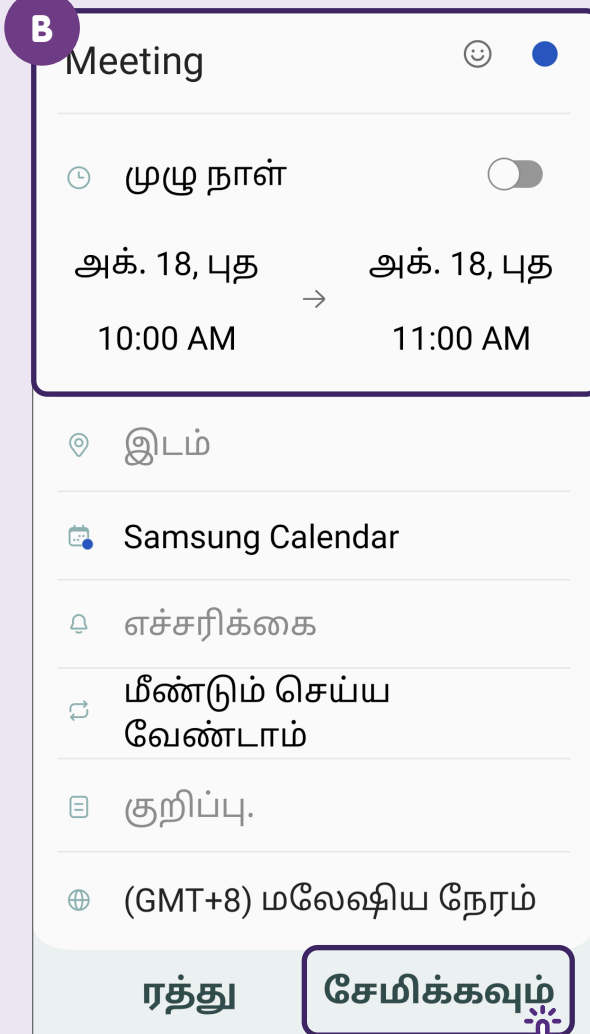 B
Meeting
முழு நாள்
அக். 18, புத
அக். 18, புத
10:00 AM
11:00 AM
இடம்
Samsung Calendar
எச்சரிக்கை
மீண்டும் செய்ய
வேண்டாம்
குறிப்பு.
(GMT+8) மலேஷிய நேரம்
ரத்து
சேமிக்கவும்